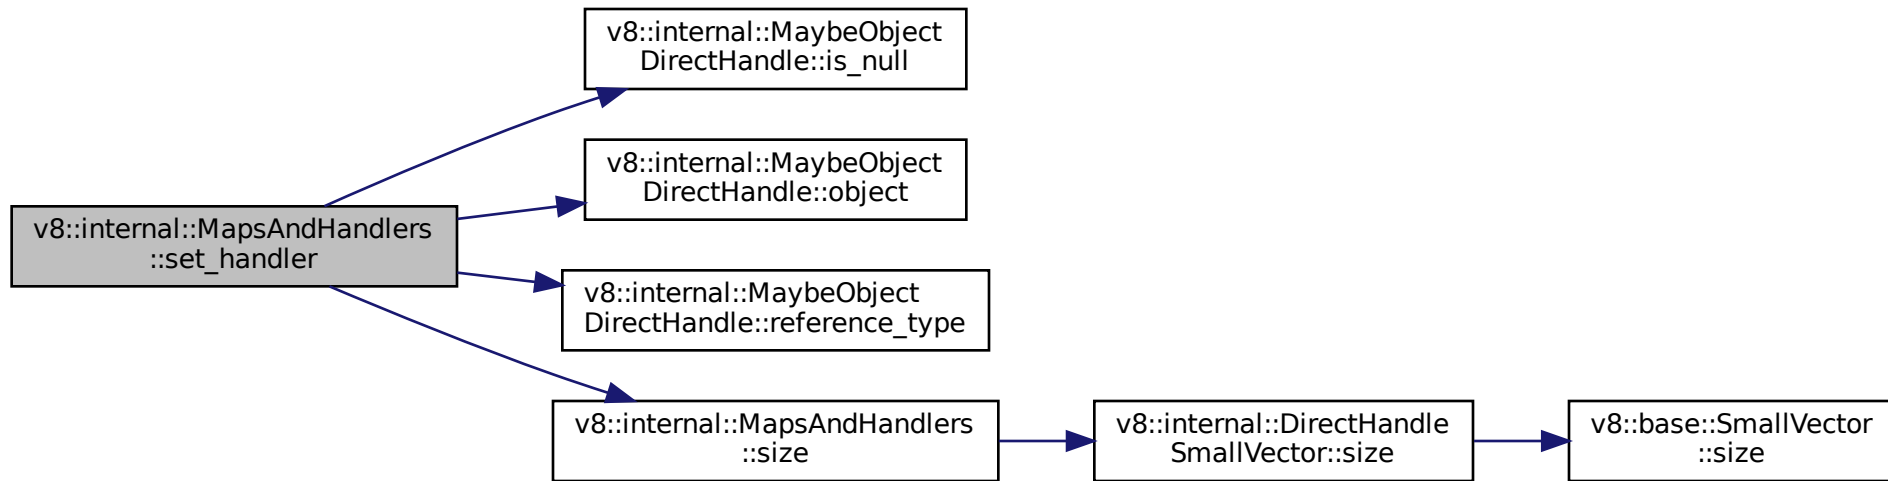 v8::internal::MaybeObject
DirectHandle::is_null
v8::internal::MaybeObject
DirectHandle::object
v8::internal::MapsAndHandlers
::set_handler
v8::internal::MaybeObject
DirectHandle::reference_type
v8::internal::MapsAndHandlers
::size
v8::internal::DirectHandle
SmallVector::size
v8::base::SmallVector
::size